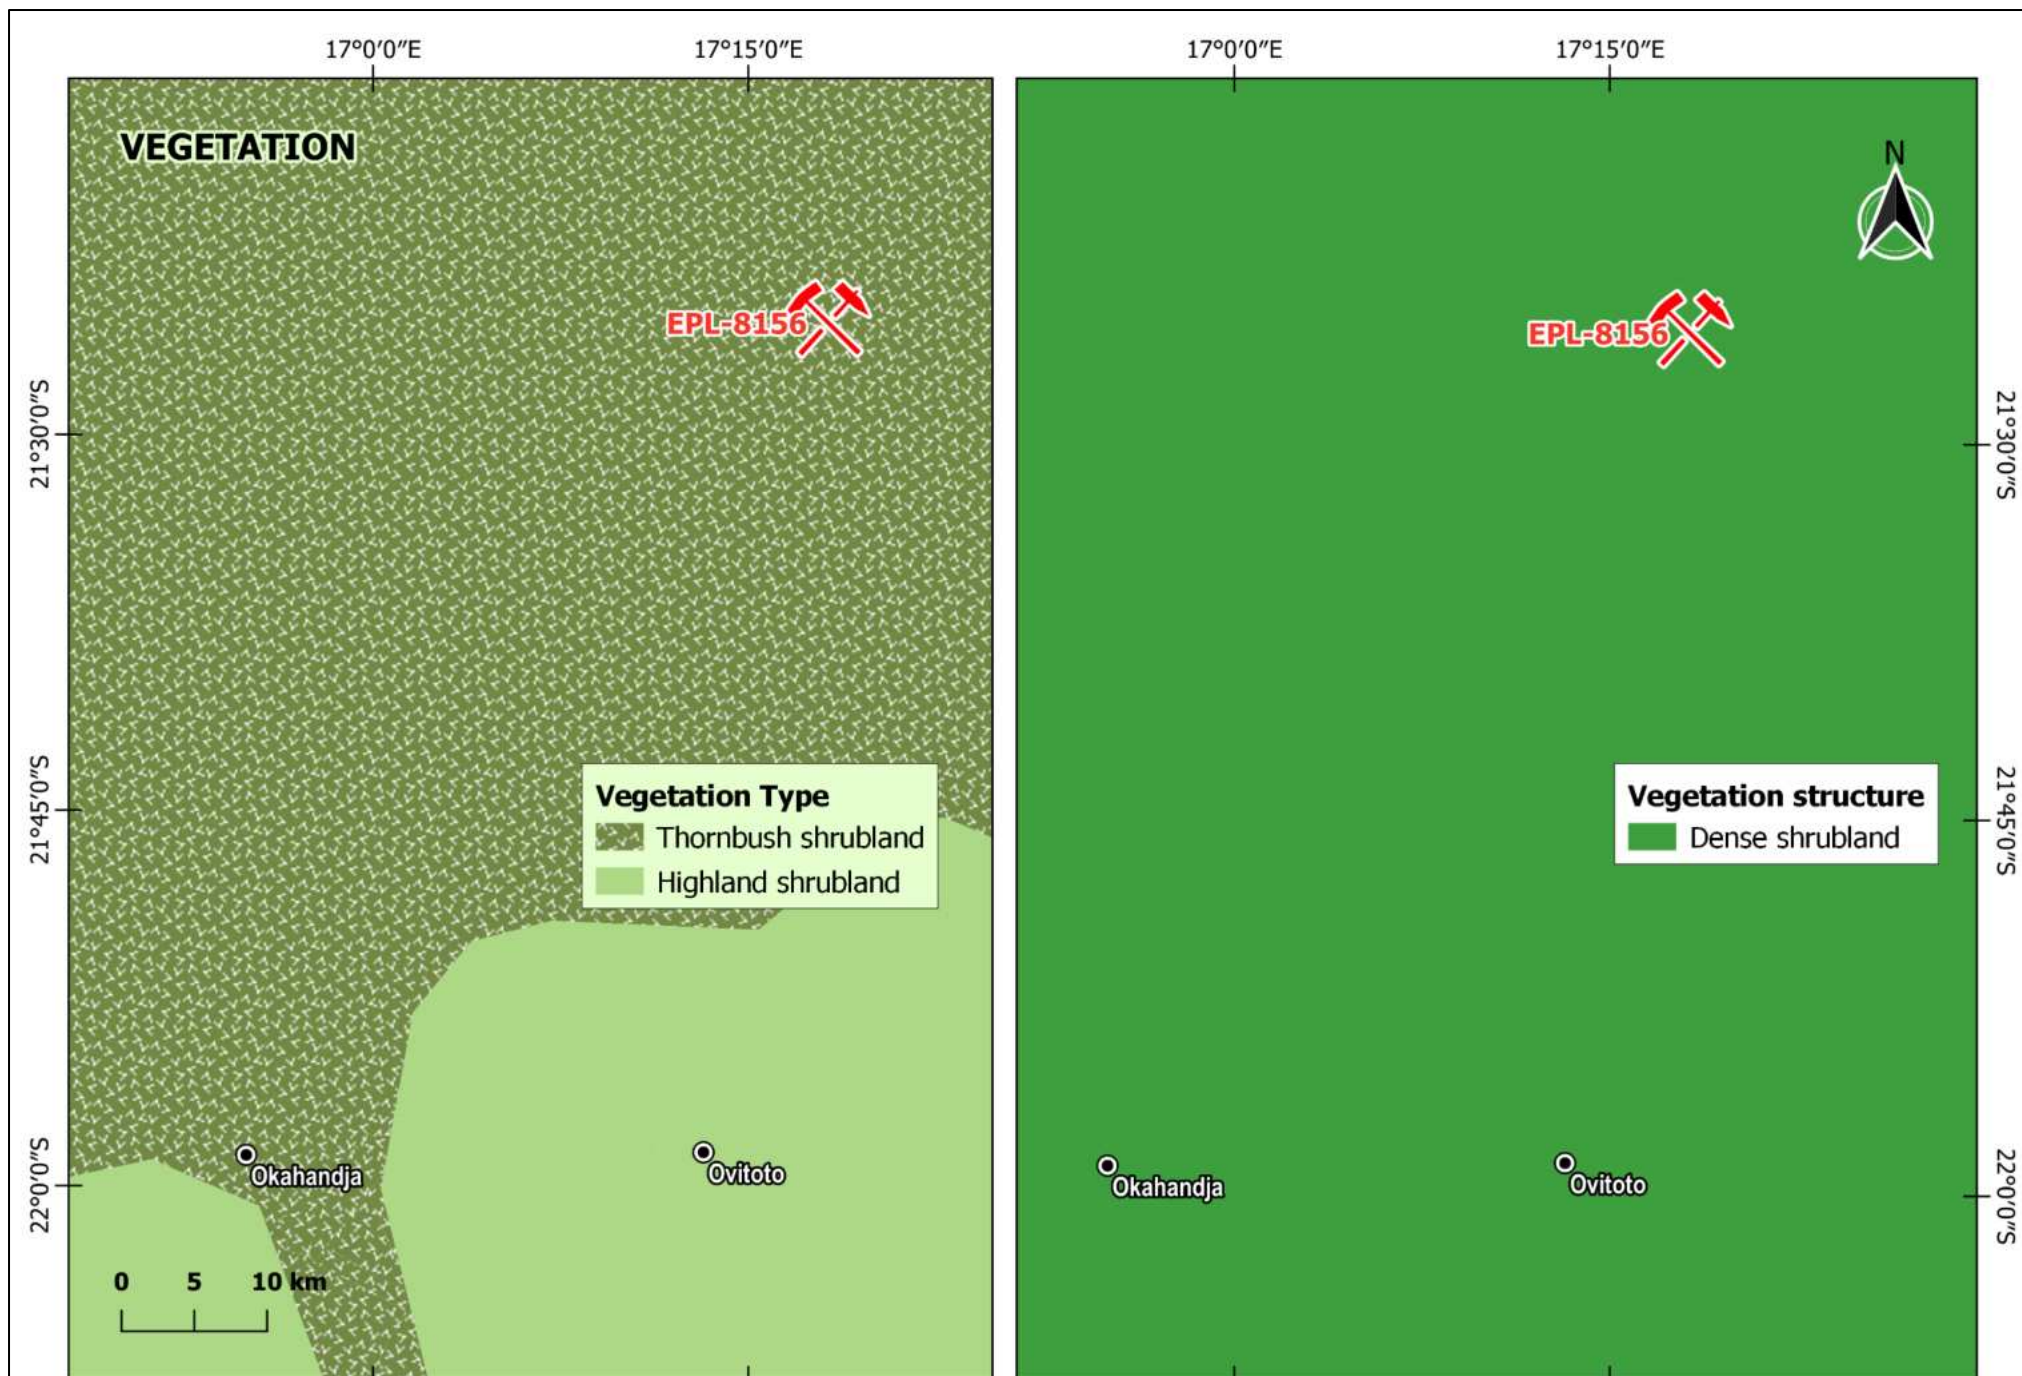 17°0′0″E
17°15′0″E
17°0′0″E
17°15′0″E
VEGETATION
N
EPL-8156
EPL-8156
21°30′0″S
21°30′0″S
21°45′0″S
21°45′0″S
Vegetation Type
Thornbush shrubland
Highland shrubland
Vegetation structure
Dense shrubland
22°0′0″S
22°0′0″S
Okahandja
Ovitoto
Okahandja
Ovitoto
0 5 10 km